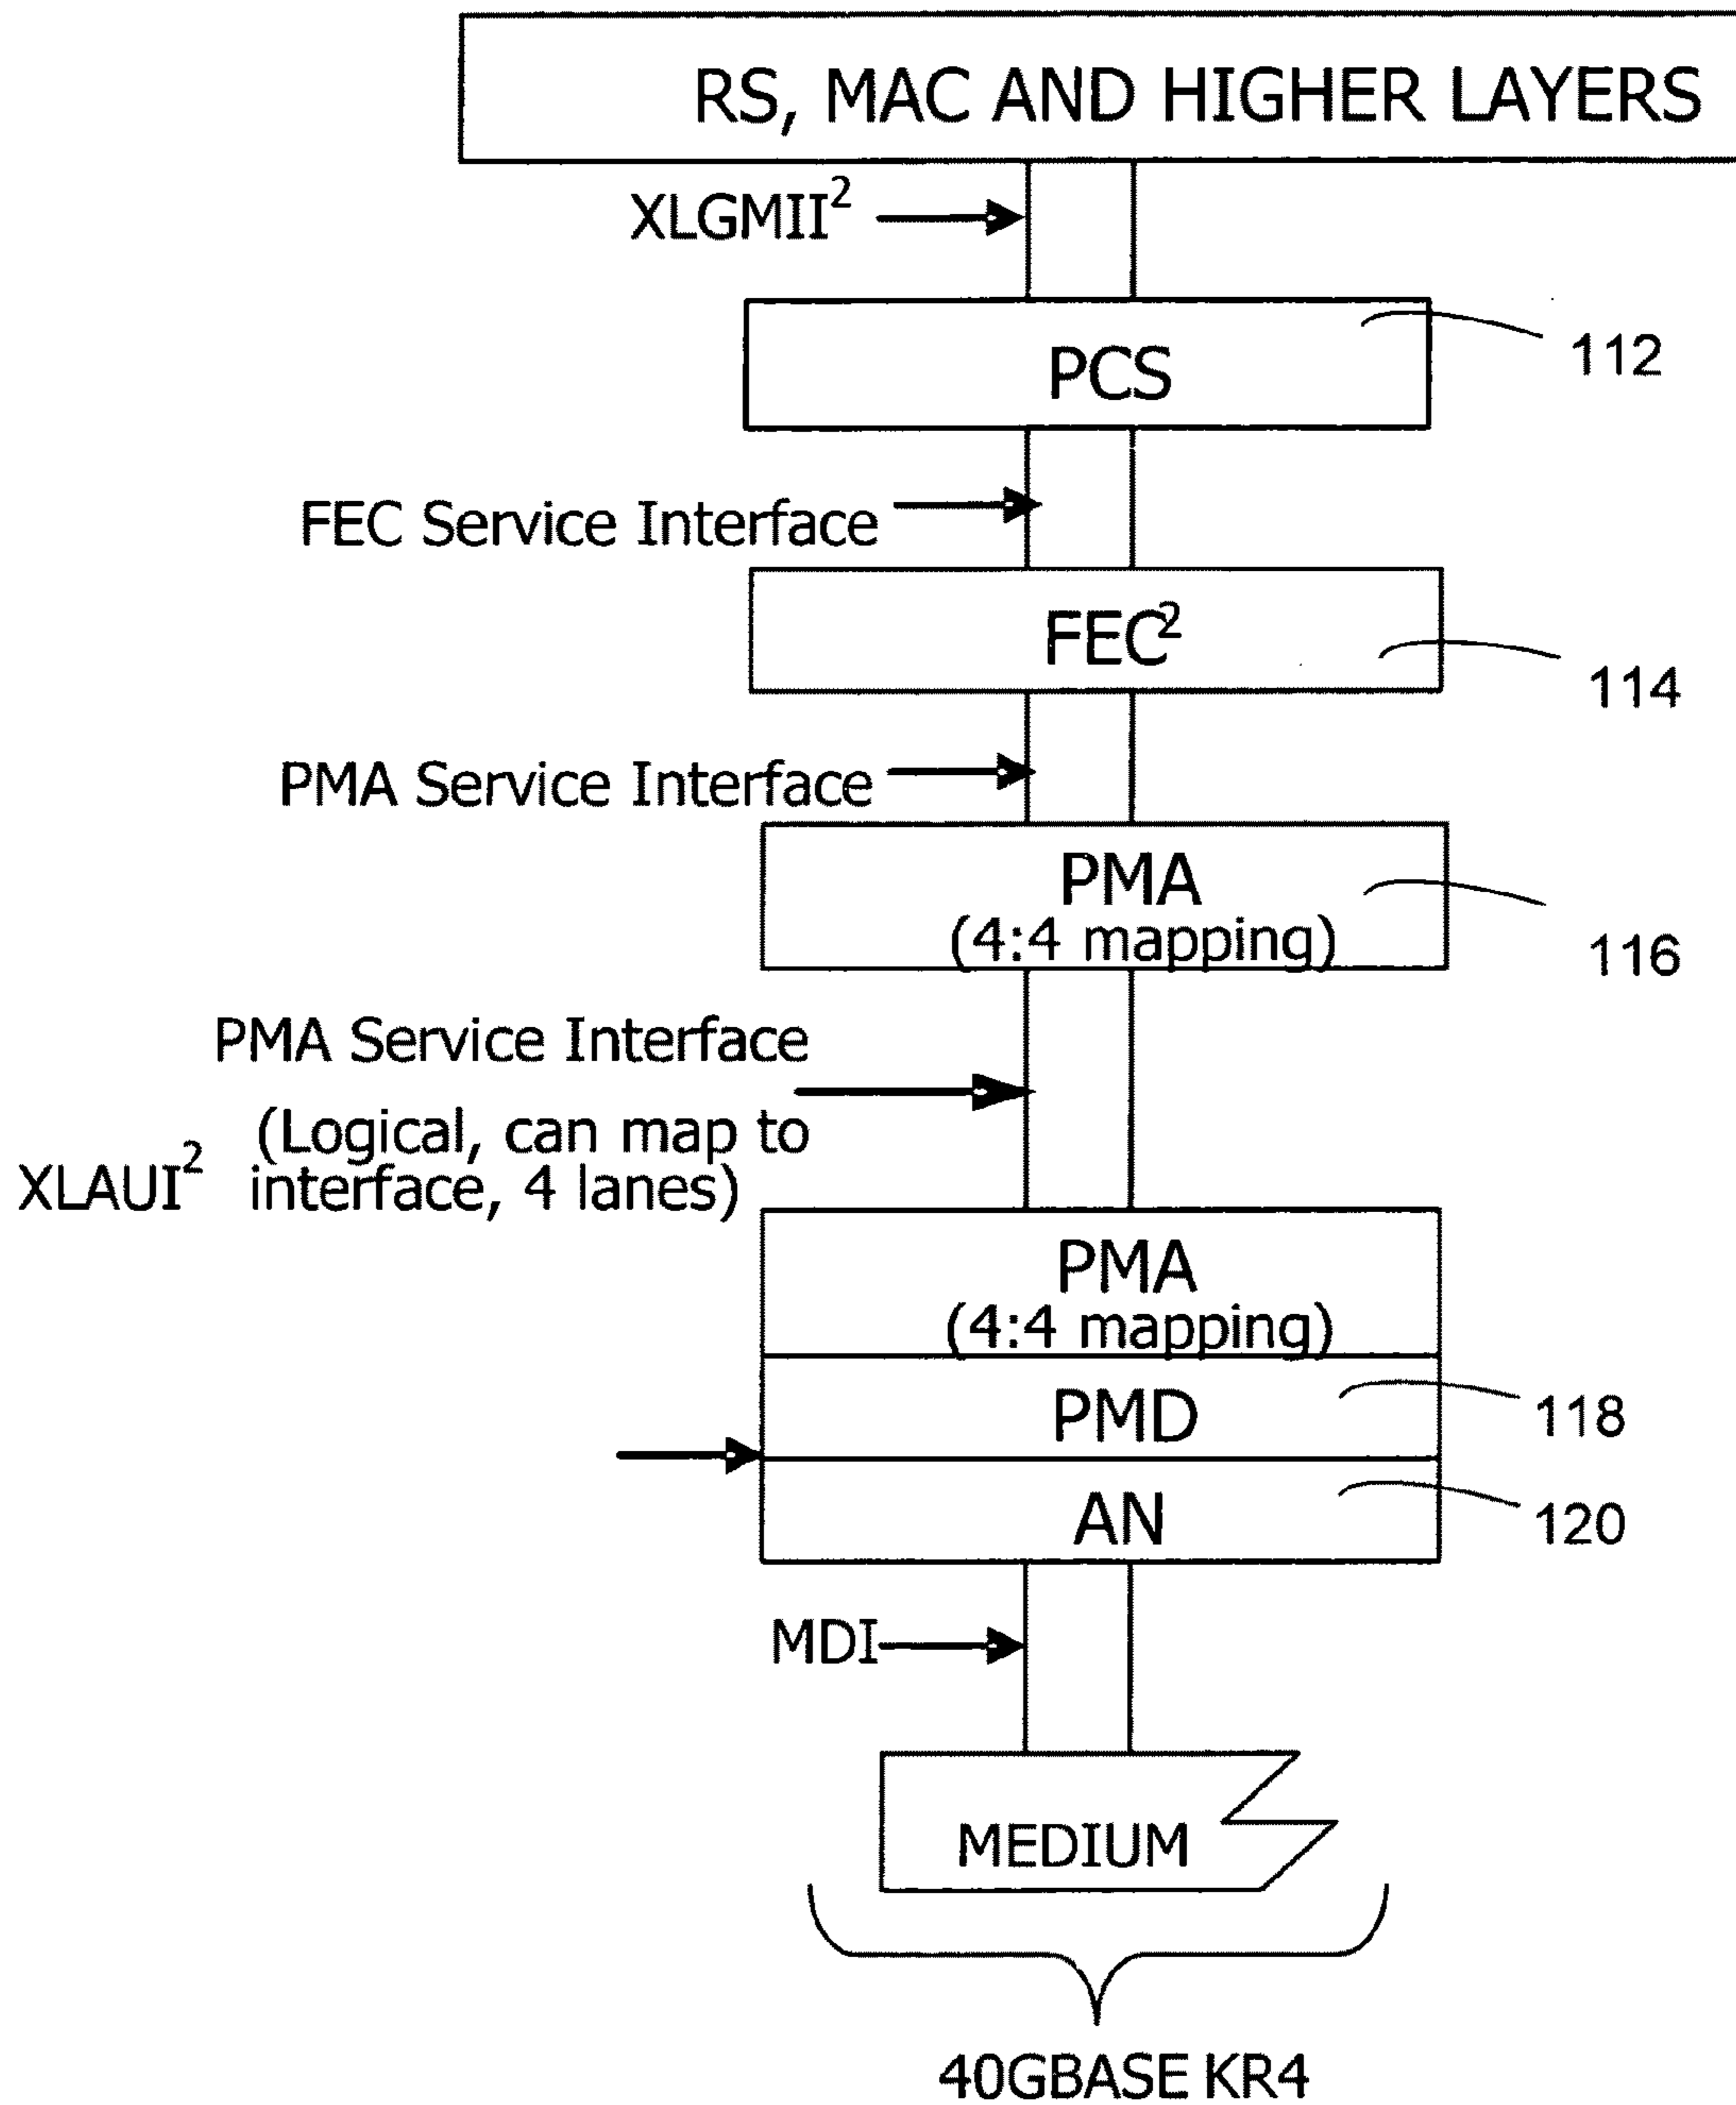 RS, MAC AND HIGHER LAYERS
XLGMII²
PCS
112
FEC Service Interface
FEC²
114
PMA Service Interface
PMA
(4:4 mapping)
116
PMA Service Interface
(Logical, can map to
XLAUI² interface, 4 lanes)
PMA
(4:4 mapping)
PMD
118
AN
120
MDI
MEDIUM
40GBASE KR4